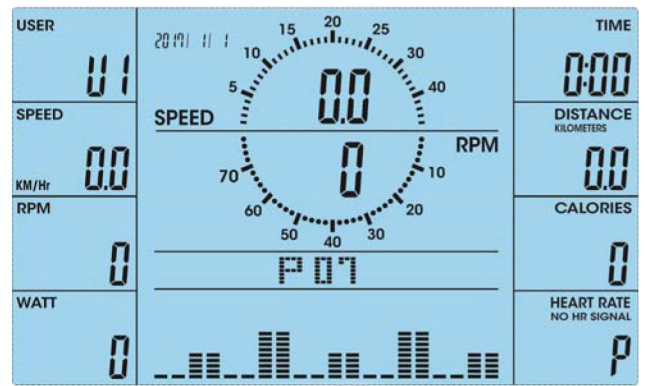 USER
U1
SPEED
KM/Hr 0.0
RPM
0
WATT
0
2017/ 1/ 1
5 10 15 20 25 30 40
SPEED 0.0
0 RPM
70 60 50 40 30 20 10
P 07
TIME
0:00
DISTANCE
KILOMETERS
0.0
CALORIES
0
HEART RATE
NO HR SIGNAL
P